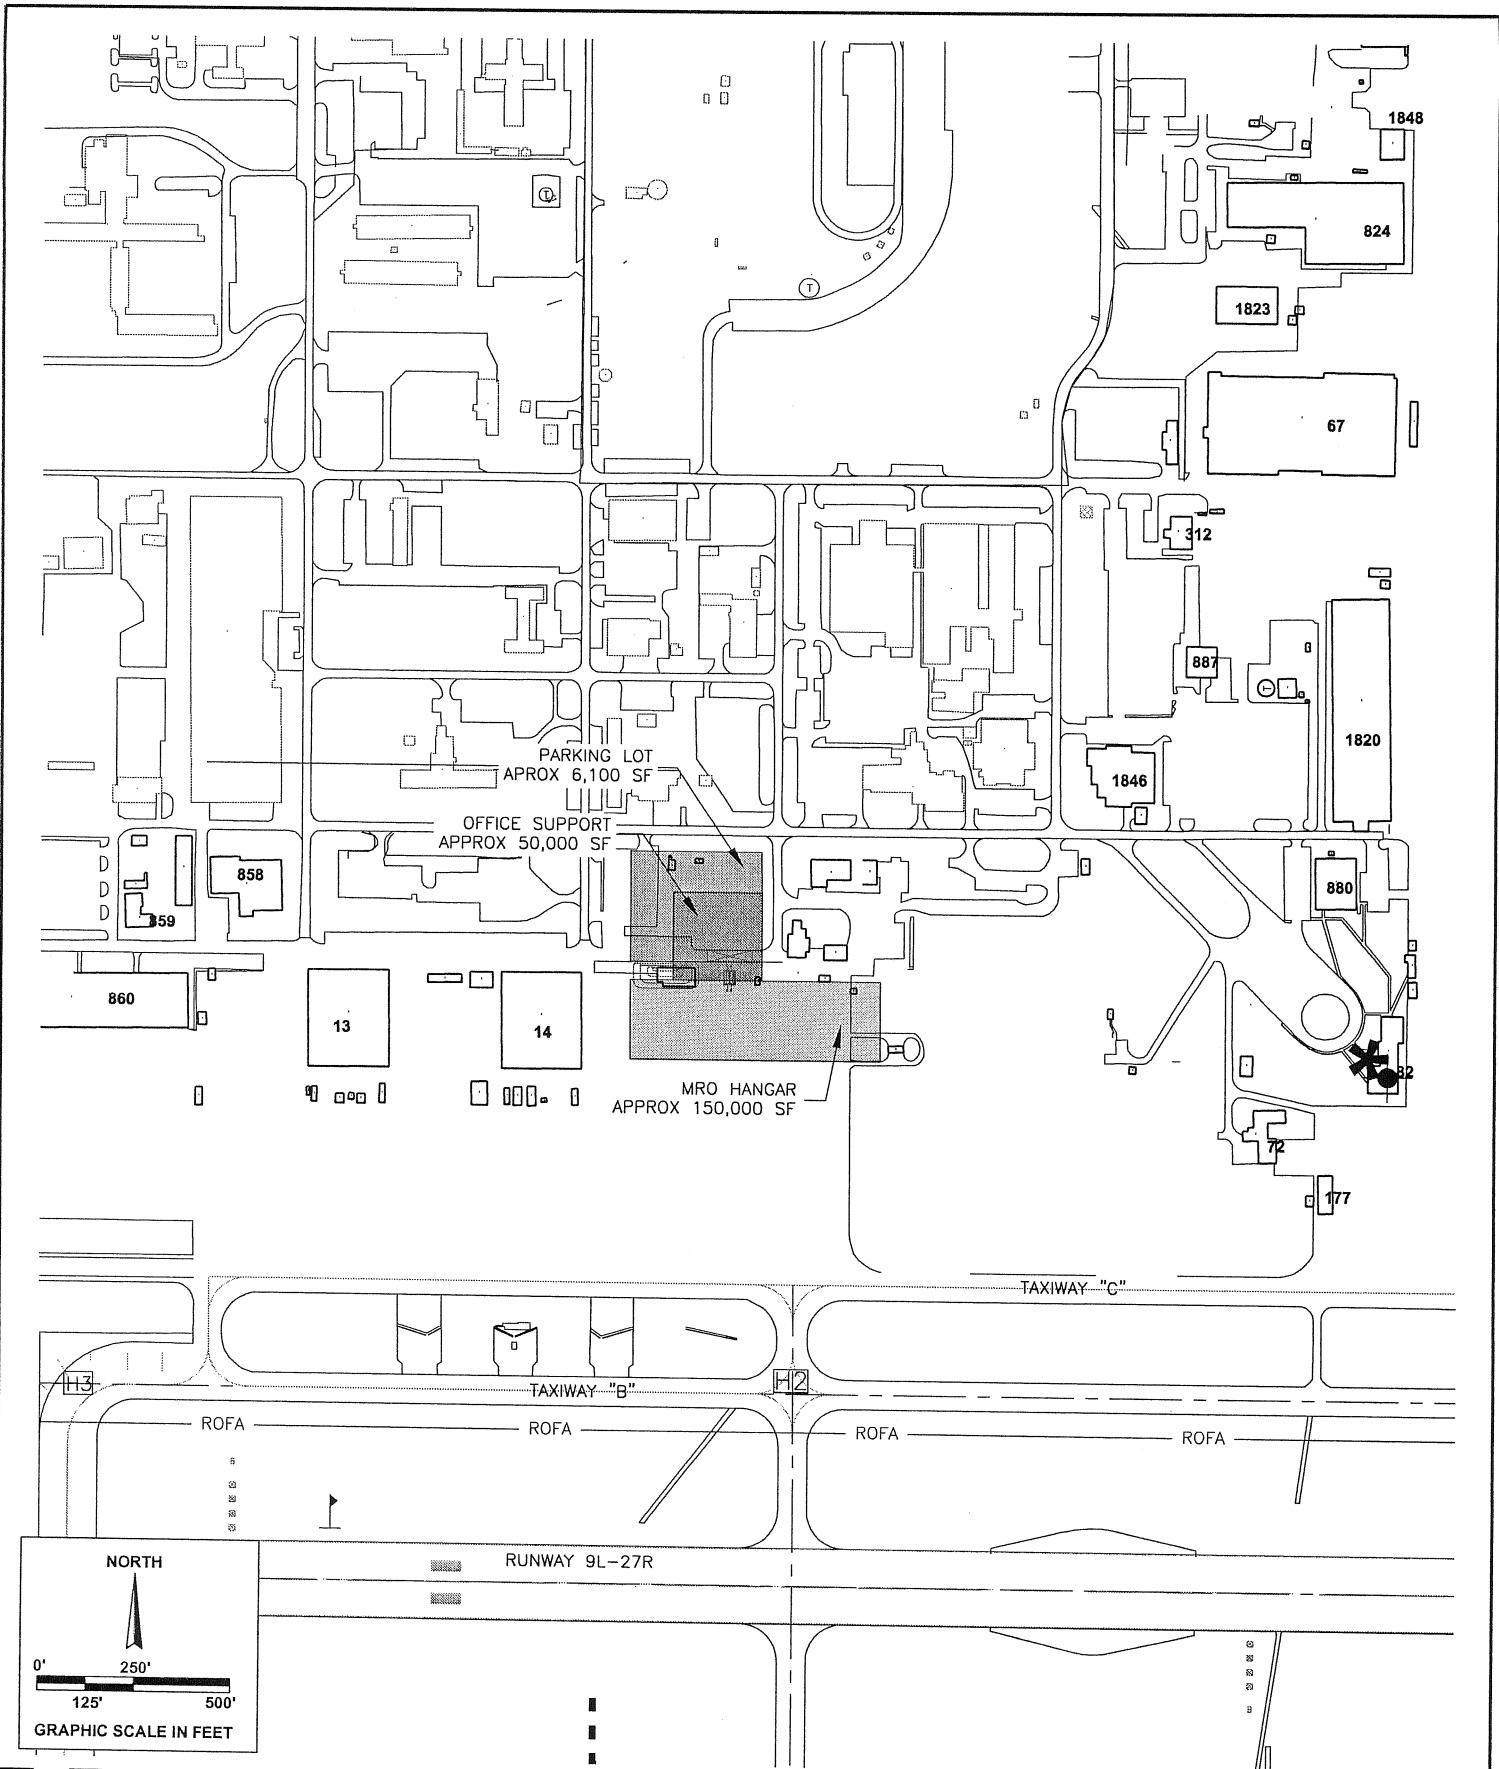 1848
824
1823
67
312
887
1820
1846
PARKING LOT
APROX 6,100 SF
OFFICE SUPPORT
APPROX 50,000 SF
858
859
880
860
13
14
MRO HANGAR
APPROX 150,000 SF
72
177
T
T
T
TAXIWAY "C"
H3
H2
TAXIWAY "B"
ROFA
ROFA
ROFA
ROFA
RUNWAY 9L-27R
NORTH
0'
250'
125'
500'
GRAPHIC SCALE IN FEET